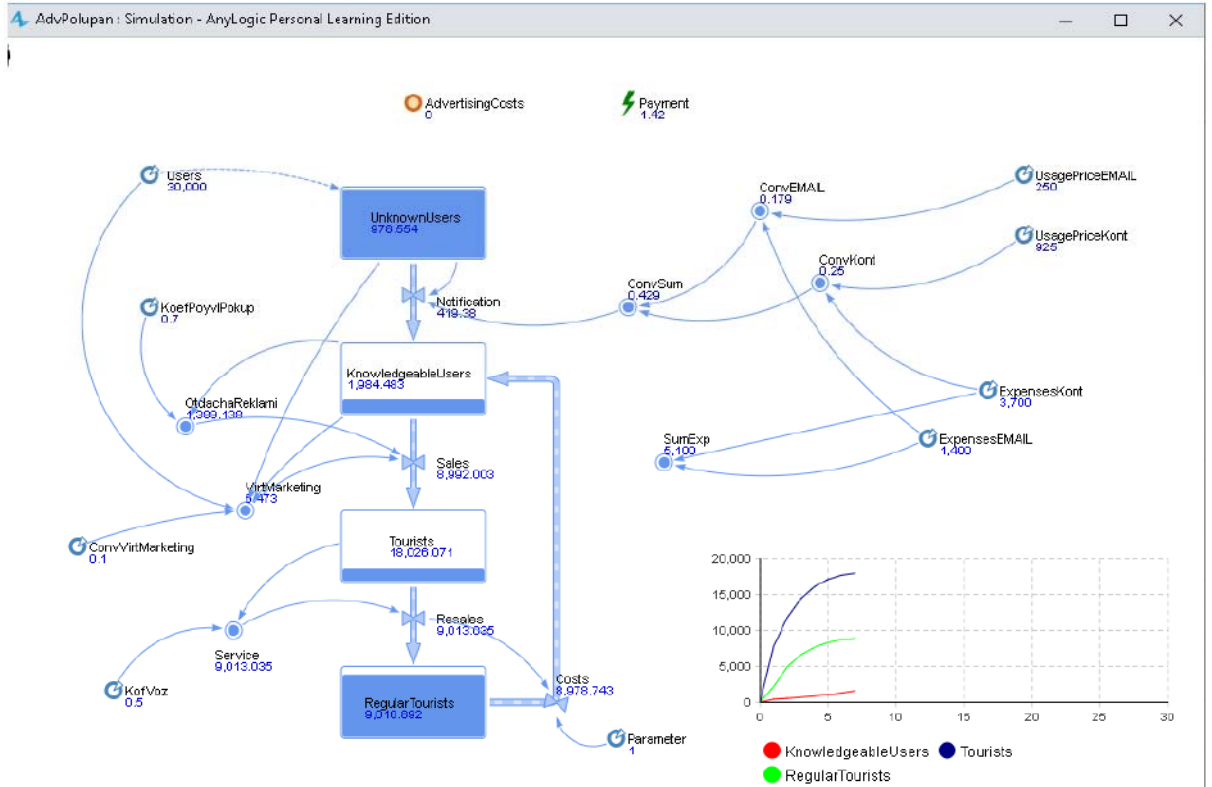 AdvPolupan : Simulation - AnyLogic Personal Learning Edition
AdvertisingCosts
0
Payment
1.42
Users
30,000
UnknownUsers
978.554
ConvEMAIL
0.179
UsagePriceEMAIL
250
UsagePriceKont
925
ConvKont
0.25
ConvSum
0.429
Notification
419.38
KoefPoyvlPokup
0.7
KnowledgeableUsers
1,984.483
OtdachaReklami
1,389.138
ExpensesKont
3,700
ExpensesEMAIL
1,400
SumExp
5,100
Sales
8,992.003
VirtMarketing
5.473
ConvVirtMarketing
0.1
Tourists
18,026.071
Resales
9,013.035
Service
9,013.035
KofVoz
0.5
RegularTourists
9,010.692
Costs
8,978.743
Parameter
1
20,000
15,000
10,000
5,000
0
0 5 10 15 20 25 30
KnowledgeableUsers Tourists
RegularTourists